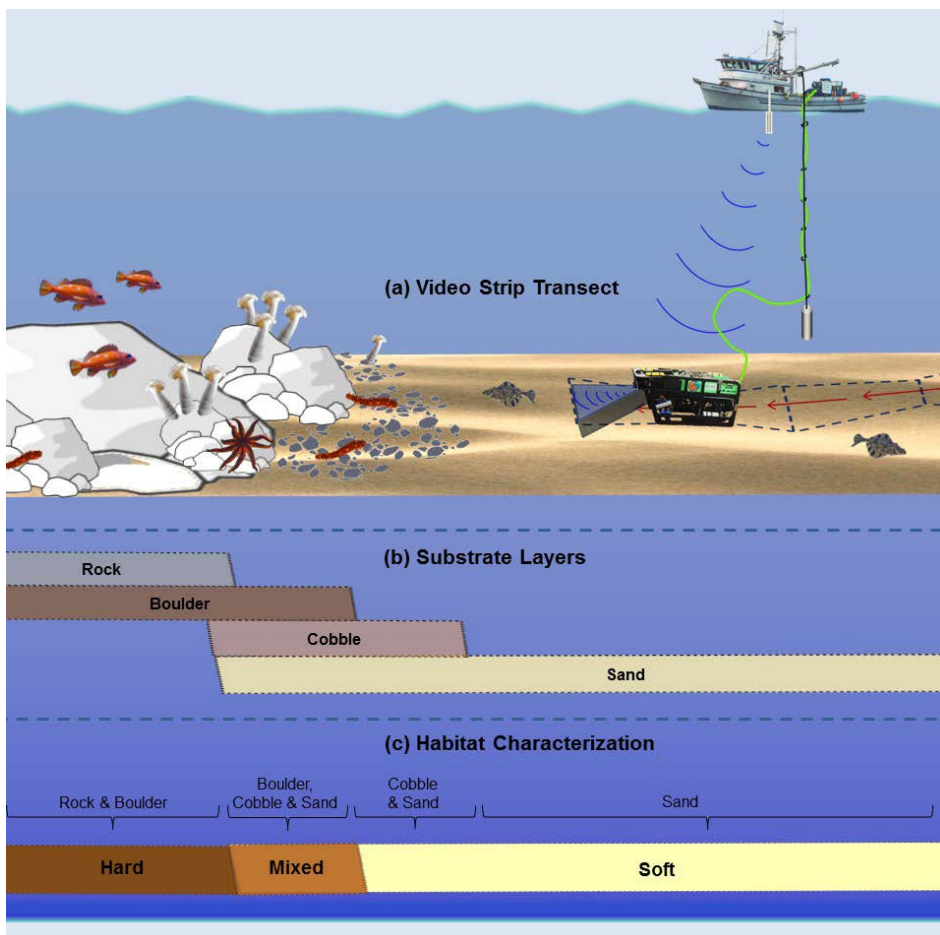 (a) Video Strip Transect
(b) Substrate Layers
Rock
Boulder
Cobble
Sand
(c) Habitat Characterization
Rock & Boulder
Boulder,
Cobble & Sand
Cobble
& Sand
Sand
Hard
Mixed
Soft